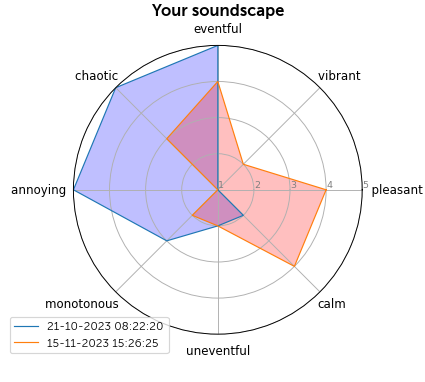 Your soundscape
eventful
chaotic
vibrant
annoying
1
2
3
4
5
pleasant
monotonous
calm
21-10-2023 08:22:20
15-11-2023 15:26:25
uneventful